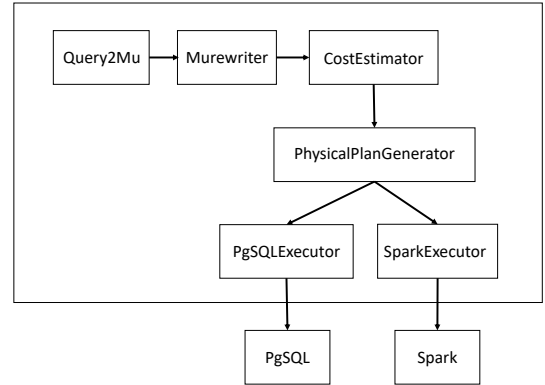 Query2Mu
Murewriter
CostEstimator
PhysicalPlanGenerator
PgSQLExecutor
SparkExecutor
PgSQL
Spark